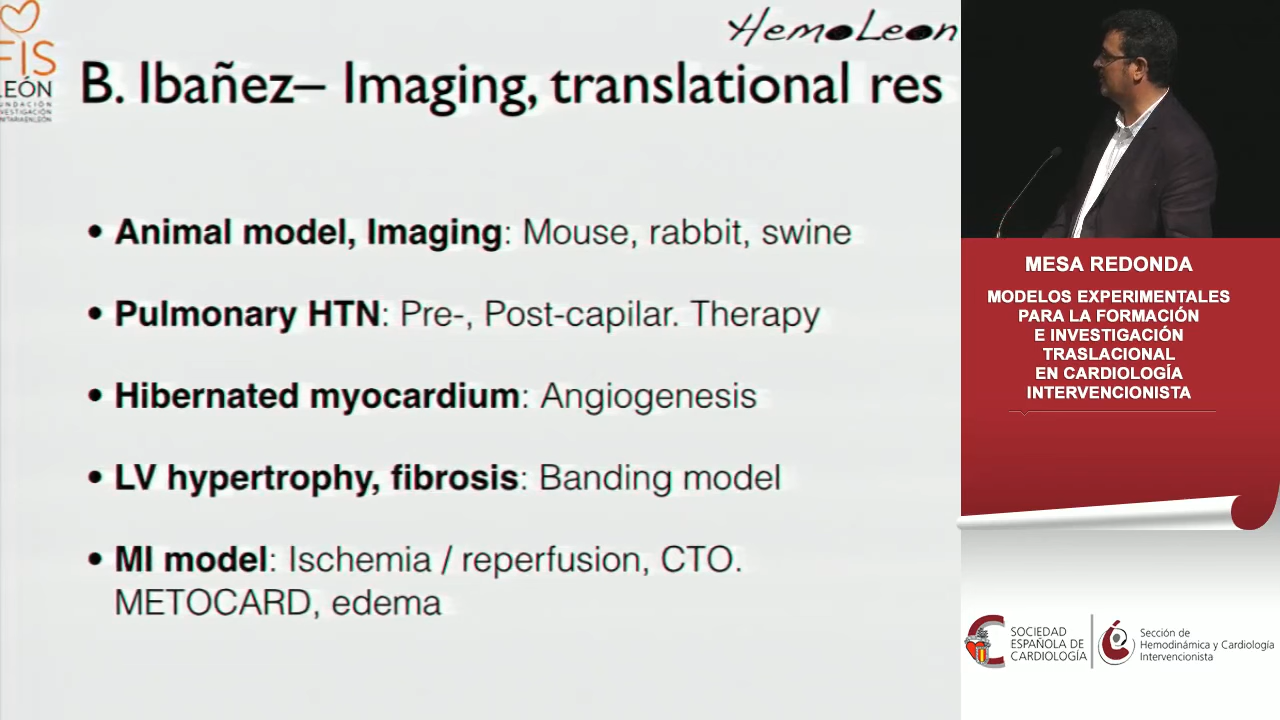 HemoLeon
FIS
LEÓN
B. Ibañez– Imaging, translational res
• Animal model, Imaging: Mouse, rabbit, swine
• Pulmonary HTN: Pre-, Post-capilar. Therapy
• Hibernated myocardium: Angiogenesis
• LV hypertrophy, fibrosis: Banding model
• MI model: Ischemia / reperfusion, CTO.
METOCARD, edema
MESA REDONDA
MODELOS EXPERIMENTALES
PARA LA FORMACIÓN
E INVESTIGACIÓN
TRASLACIONAL
EN CARDIOLOGÍA
INTERVENCIONISTA
SOCIEDAD
ESPAÑOLA DE
CARDIOLOGÍA
Sección de
Hemodinámica y Cardiología
Intervencionista